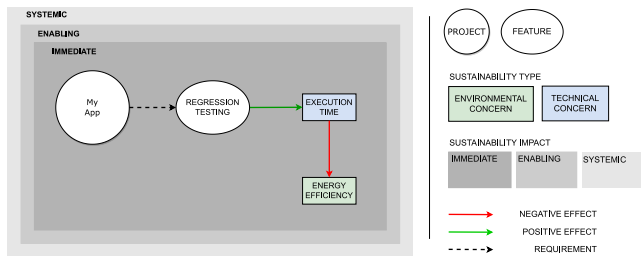 SYSTEMIC
ENABLING
IMMEDIATE
My
App
REGRESSION
TESTING
EXECUTION
TIME
ENERGY
EFFICIENCY
PROJECT
FEATURE
SUSTAINABILITY TYPE
ENVIRONMENTAL
CONCERN
TECHNICAL
CONCERN
SUSTAINABILITY IMPACT
IMMEDIATE
ENABLING
SYSTEMIC
NEGATIVE EFFECT
POSITIVE EFFECT
REQUIREMENT